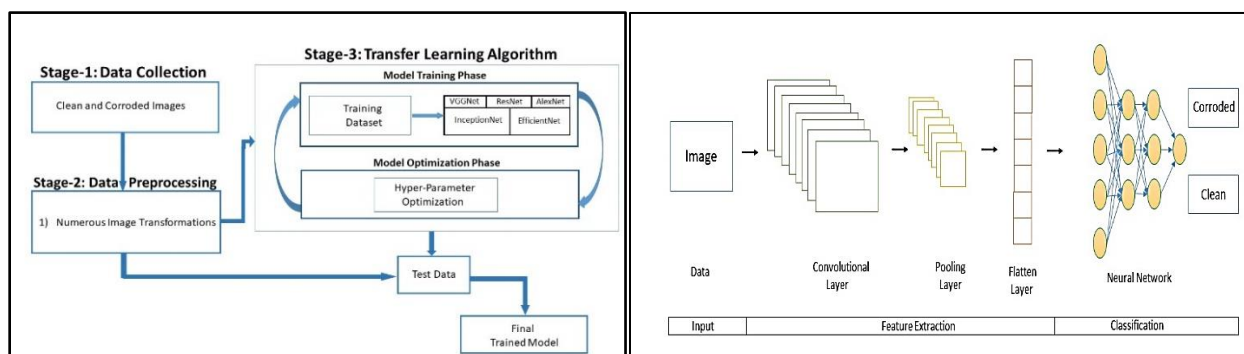 Stage-1: Data Collection
Clean and Corroded Images
Stage-2: Data Preprocessing
1) Numerous Image Transformations
Stage-3: Transfer Learning Algorithm
Model Training Phase
Training
Dataset
VGGNet ResNet AlexNet
InceptionNet EfficientNet
Model Optimization Phase
Hyper-Parameter
Optimization
Test Data
Final
Trained Model
Image
Corroded
Clean
Data
Convolutional
Layer
Pooling
Layer
Flatten
Layer
Neural Network
Input
Feature Extraction
Classification